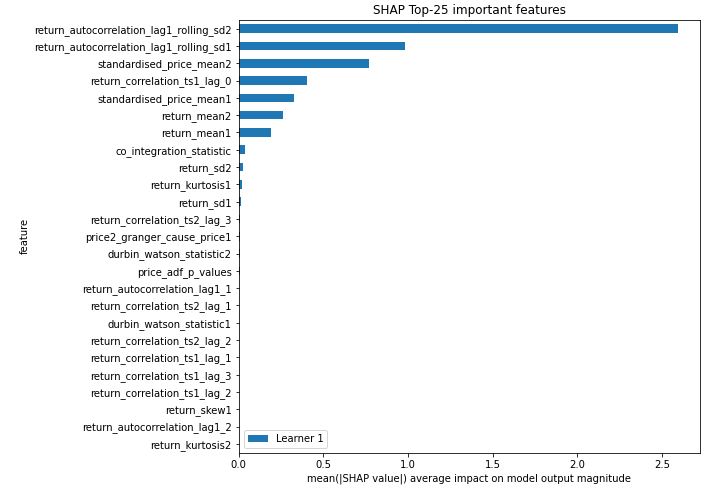 SHAP Top-25 important features
return_autocorrelation_lag1_rolling_sd2
return_autocorrelation_lag1_rolling_sd1
standardised_price_mean2
return_correlation_ts1_lag_0
standardised_price_mean1
return_mean2
return_mean1
co_integration_statistic
return_sd2
return_kurtosis1
return_sd1
return_correlation_ts2_lag_3
price2_granger_cause_price1
durbin_watson_statistic2
price_adf_p_values
return_autocorrelation_lag1_1
return_correlation_ts2_lag_1
durbin_watson_statistic1
return_correlation_ts2_lag_2
return_correlation_ts1_lag_1
return_correlation_ts1_lag_3
return_correlation_ts1_lag_2
return_skew1
return_autocorrelation_lag1_2
return_kurtosis2
feature
Learner 1
0.0 0.5 1.0 1.5 2.0 2.5
mean(|SHAP value|) average impact on model output magnitude